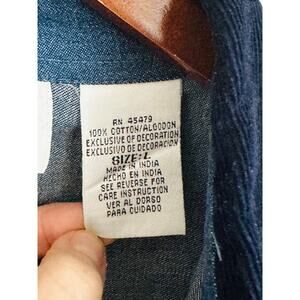 RN 45479
100% COTTON/ALGODON
EXCLUSIVE OF DECORATION
EXCLUSIVO DE DECORACION
SIZE: L
MADE IN INDIA
HECHO EN INDIA
SEE REVERSE FOR
CARE INSTRUCTION
VER AL DORSO
PARA CUIDADO